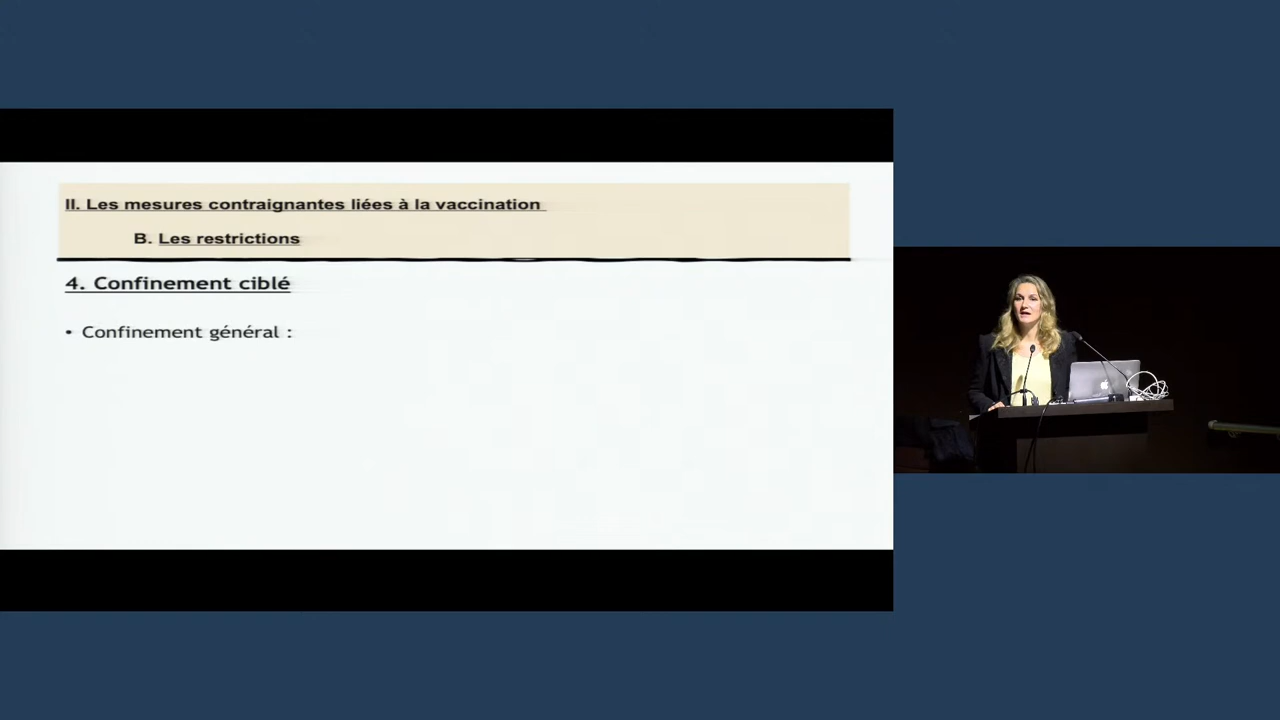 II. Les mesures contraignantes liées à la vaccination
B. Les restrictions
4. Confinement ciblé
• Confinement général :